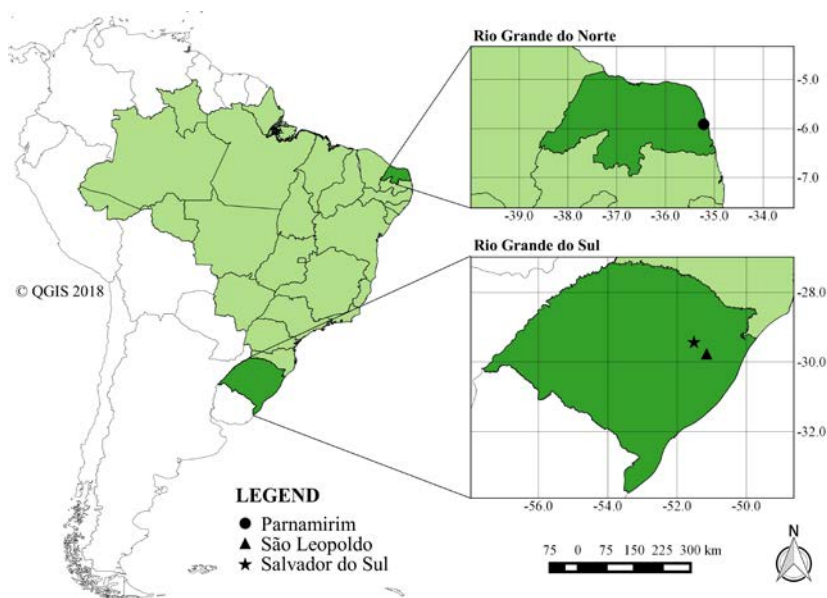 Rio Grande do Norte
-5.0
-6.0
-7.0
-39.0 -38.0 -37.0 -36.0 -35.0 -34.0
Rio Grande do Sul
© QGIS 2018
-28.0
-30.0
-32.0
-56.0 -54.0 -52.0 -50.0
LEGEND
Parnamirim
São Leopoldo
Salvador do Sul
75 0 75 150 225 300 km
N